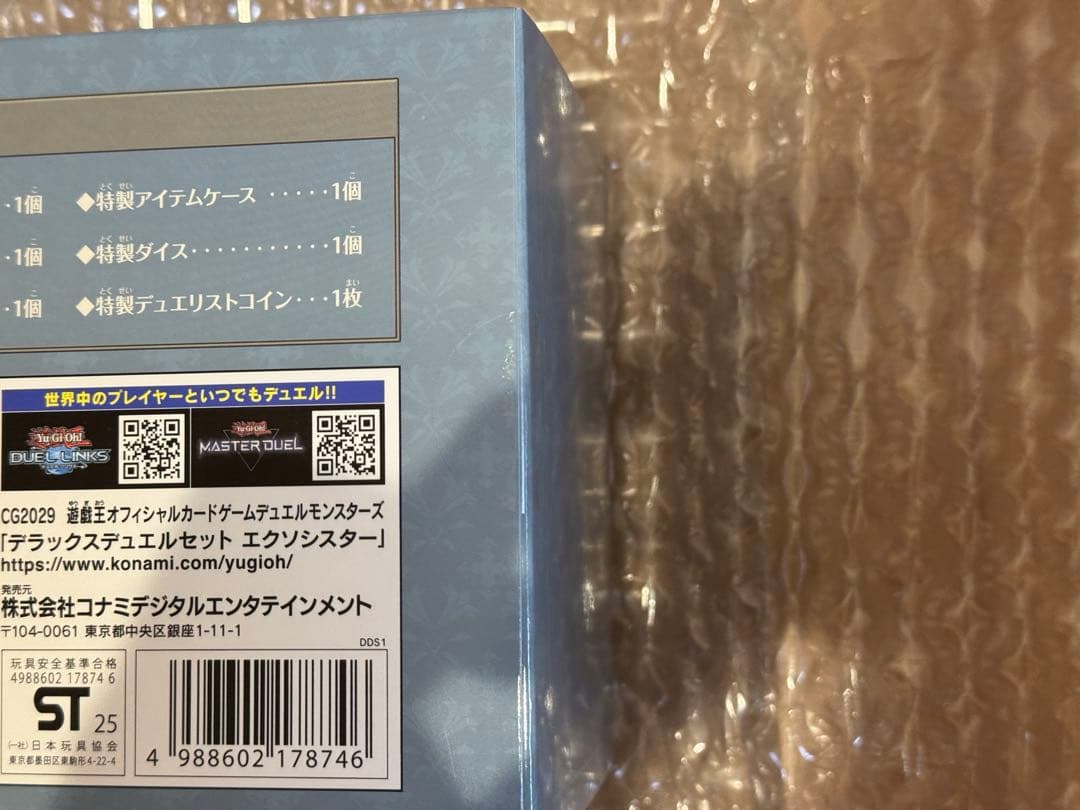 ・1個 ◆特製アイテムケース ・・・・・1個
・1個 ◆特製ダイス・・・・・・・・・・・1個
・1個 ◆特製デュエリストコイン・・・1枚
世界中のプレイヤーといつでもデュエル!!
Yu-Gi-Oh! DUEL LINKS
Yu-Gi-Oh! MASTER DUEL
CG2029 遊戯王オフィシャルカードゲームデュエルモンスターズ
「デラックスデュエルセット エクソシスター」
https://www.konami.com/yugioh/
発売元
株式会社コナミデジタルエンタテインメント
〒104-0061 東京都中央区銀座1-11-1
DDS1
玩具安全基準合格
4988602 17874 6
ST 25
(一社)日本玩具協会
東京都墨田区東駒形4-22-4
4 988602 178746